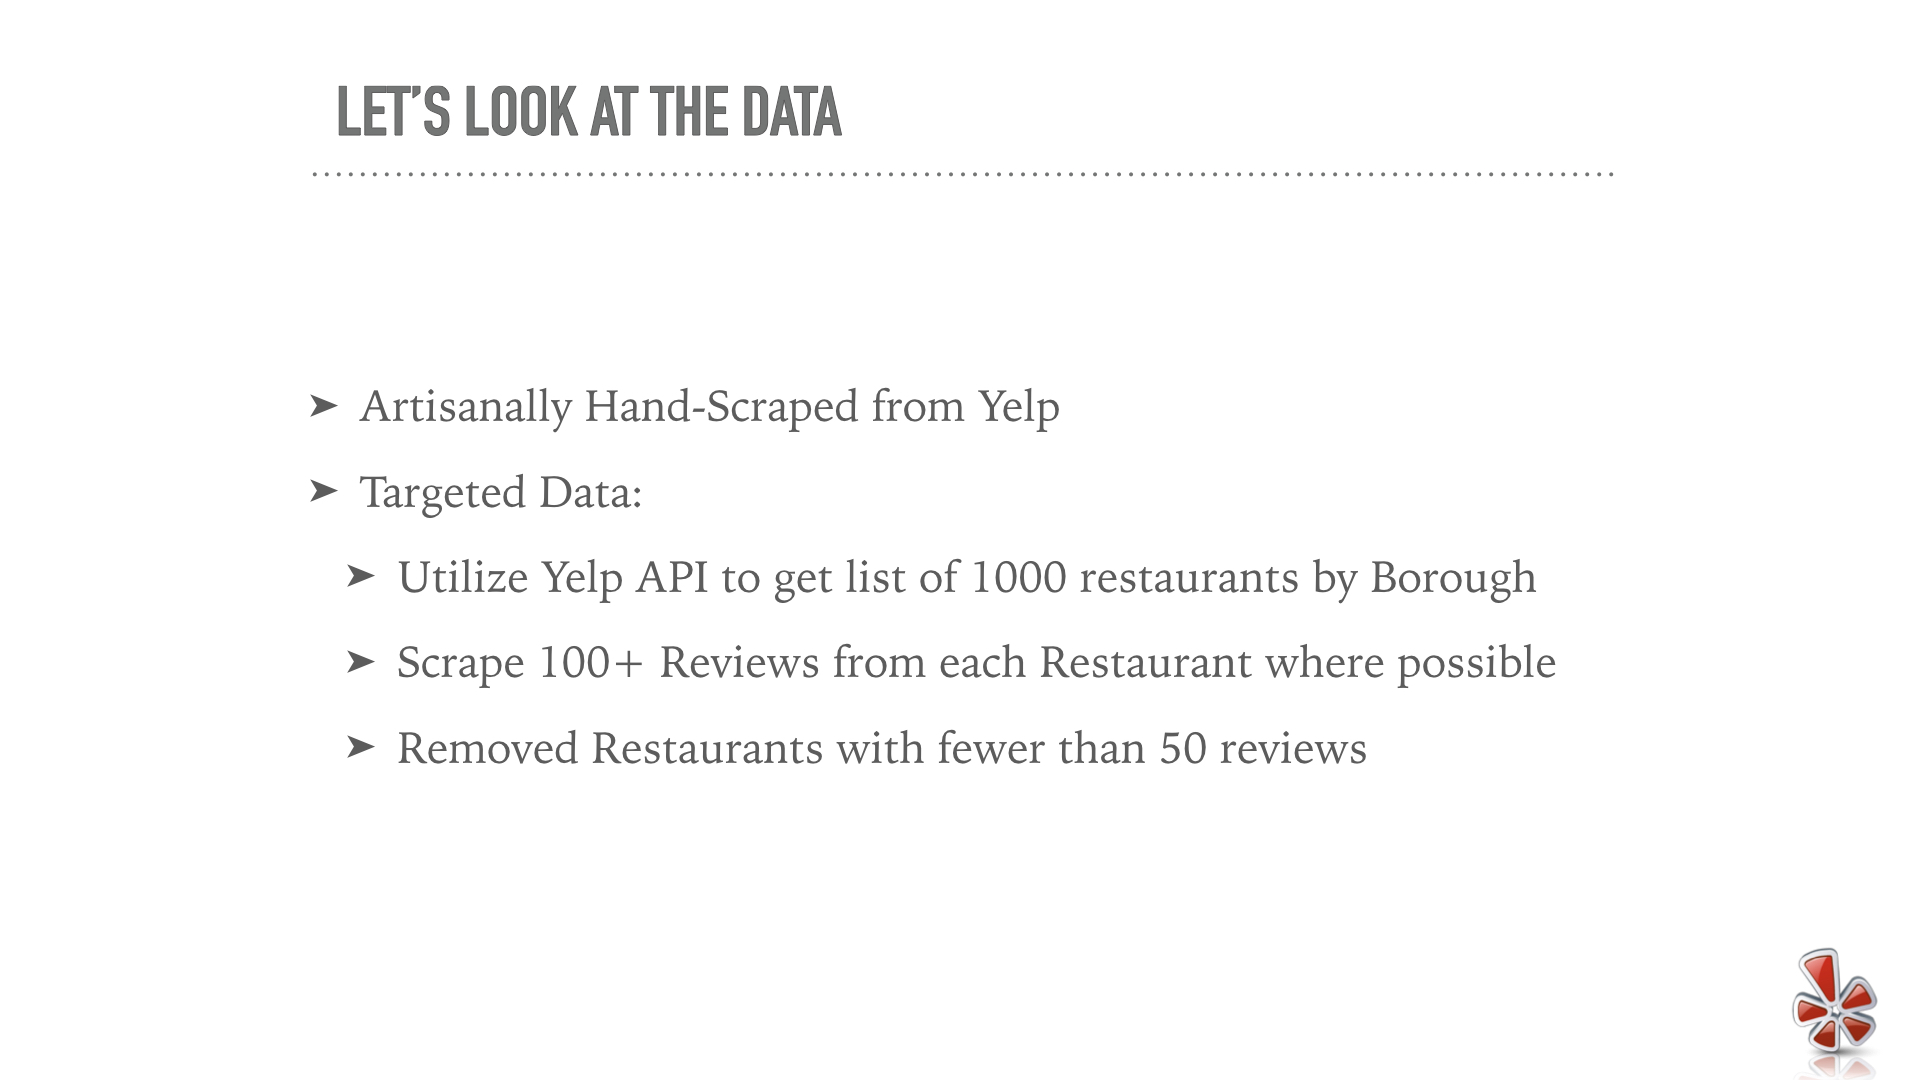 LET’S LOOK AT THE DATA
➤ Artisanally Hand-Scraped from Yelp
➤ Targeted Data:
➤ Utilize Yelp API to get list of 1000 restaurants by Borough
➤ Scrape 100+ Reviews from each Restaurant where possible
➤ Removed Restaurants with fewer than 50 reviews